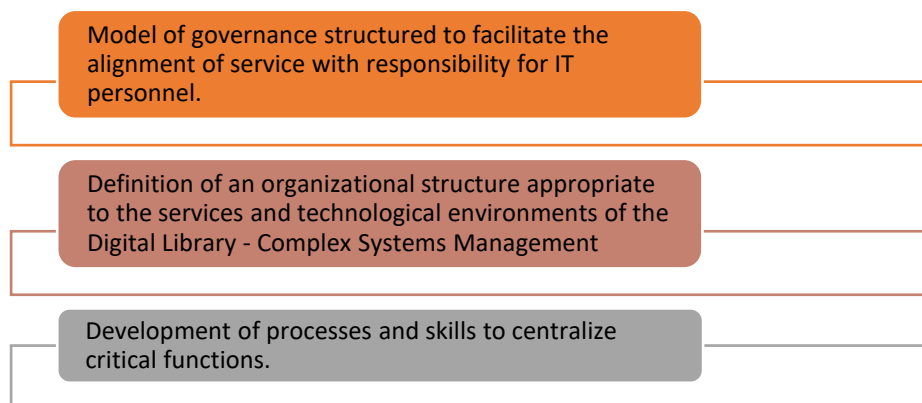 Model of governance structured to facilitate the
alignment of service with responsibility for IT
personnel.
Definition of an organizational structure appropriate
to the services and technological environments of the
Digital Library - Complex Systems Management
Development of processes and skills to centralize
critical functions.